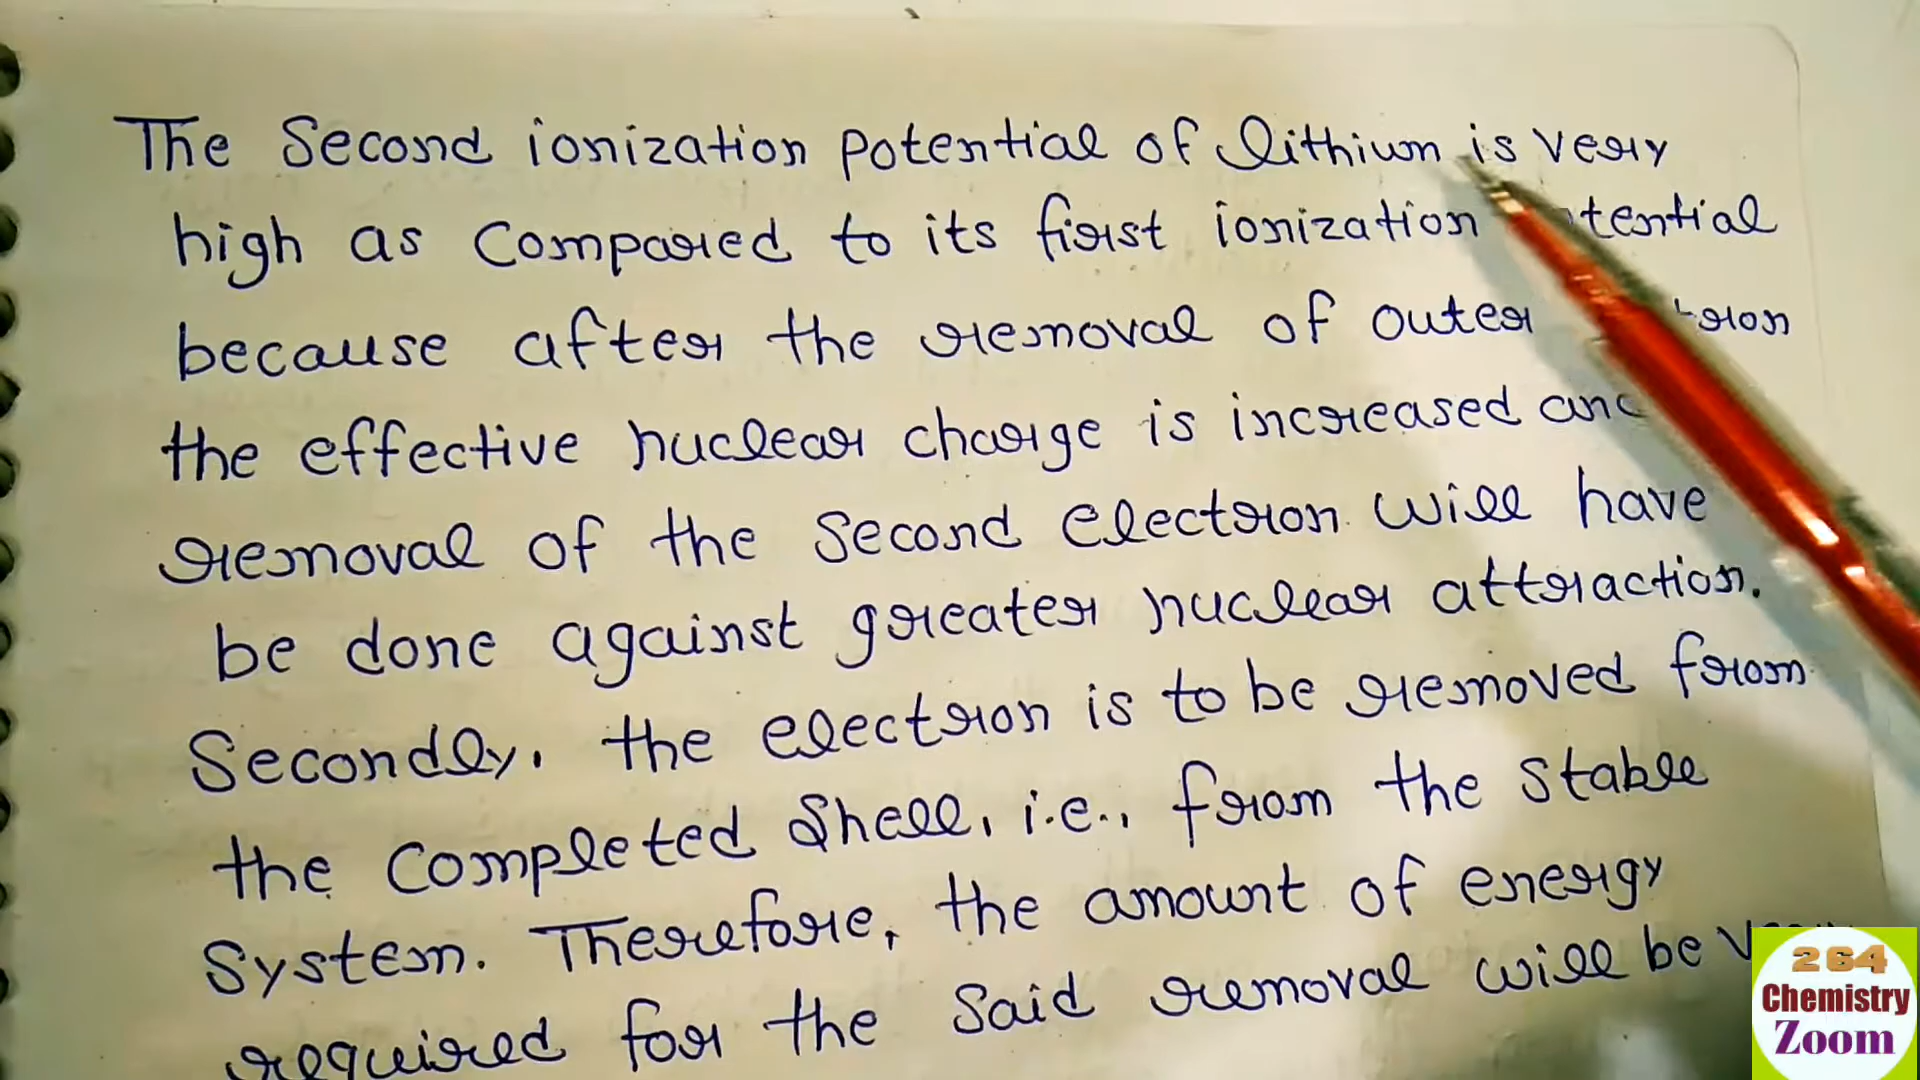 The Second ionization potential of lithium is very
high as compared to its first ionization tential
because after the removal of outer tron
the effective nuclear charge is increased and
removal of the second electron will have
be done against greater nuclear attraction.
Secondly, the electron is to be removed from
the completed shell, i.e., from the stable
system. Therefore, the amount of energy
required for the said removal will be
264
Chemistry
Zoom